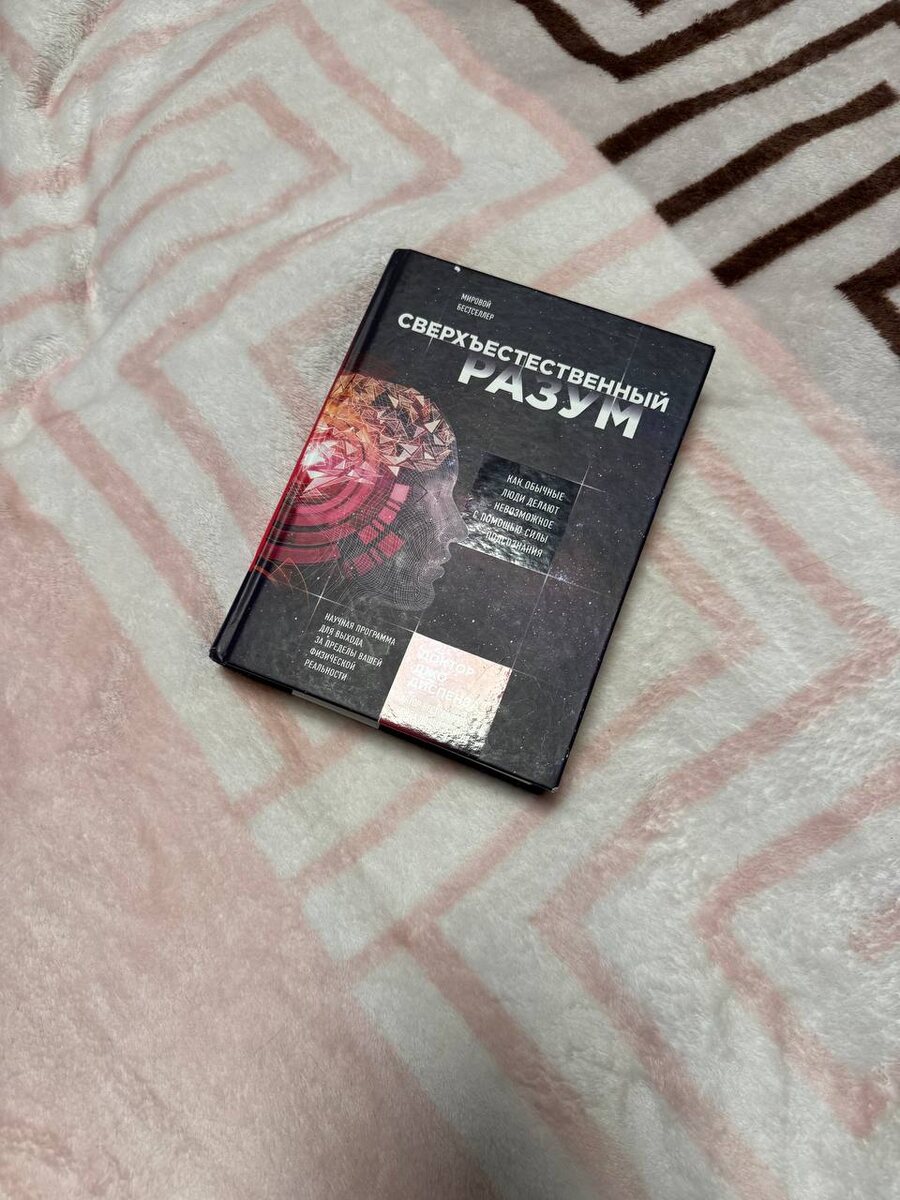 МИРОВОЙ
БЕСТСЕЛЛЕР
СВЕРХЪЕСТЕСТВЕННЫЙ
РАЗУМ
КАК ОБЫЧНЫЕ
ЛЮДИ ДЕЛАЮТ
НЕВОЗМОЖНОЕ
С ПОМОЩЬЮ СИЛЫ
ПОДСОЗНАНИЯ
НАУЧНАЯ ПРОГРАММА
ДЛЯ ВЫХОДА
ЗА ПРЕДЕЛЫ ВАШЕЙ
ФИЗИЧЕСКОЙ
РЕАЛЬНОСТИ
ДОКТОР
ДЖО